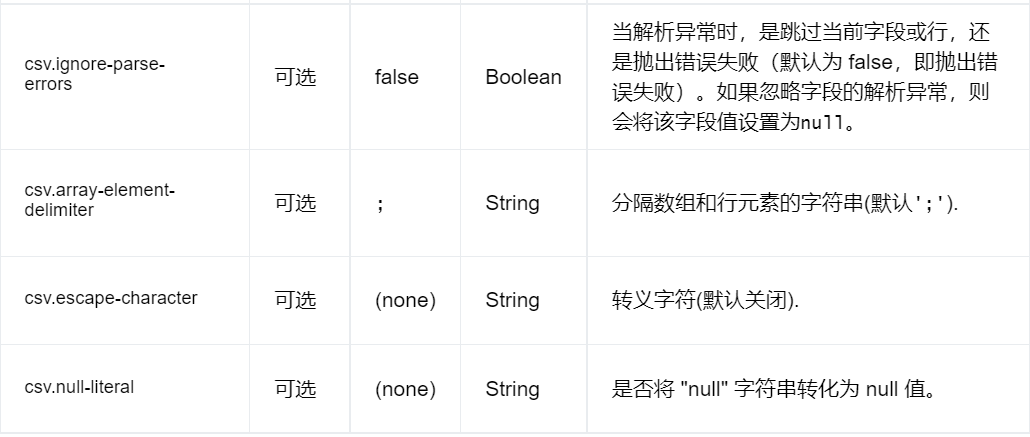 csv.ignore-parse-
errors
可选
false
Boolean
当解析异常时，是跳过当前字段或行，还
是抛出错误失败（默认为 false，即抛出错
误失败）。如果忽略字段的解析异常，则
会将该字段值设置为null。
csv.array-element-
delimiter
可选
;
String
分隔数组和行元素的字符串(默认';').
csv.escape-character
可选
(none)
String
转义字符(默认关闭).
csv.null-literal
可选
(none)
String
是否将 "null" 字符串转化为 null 值。